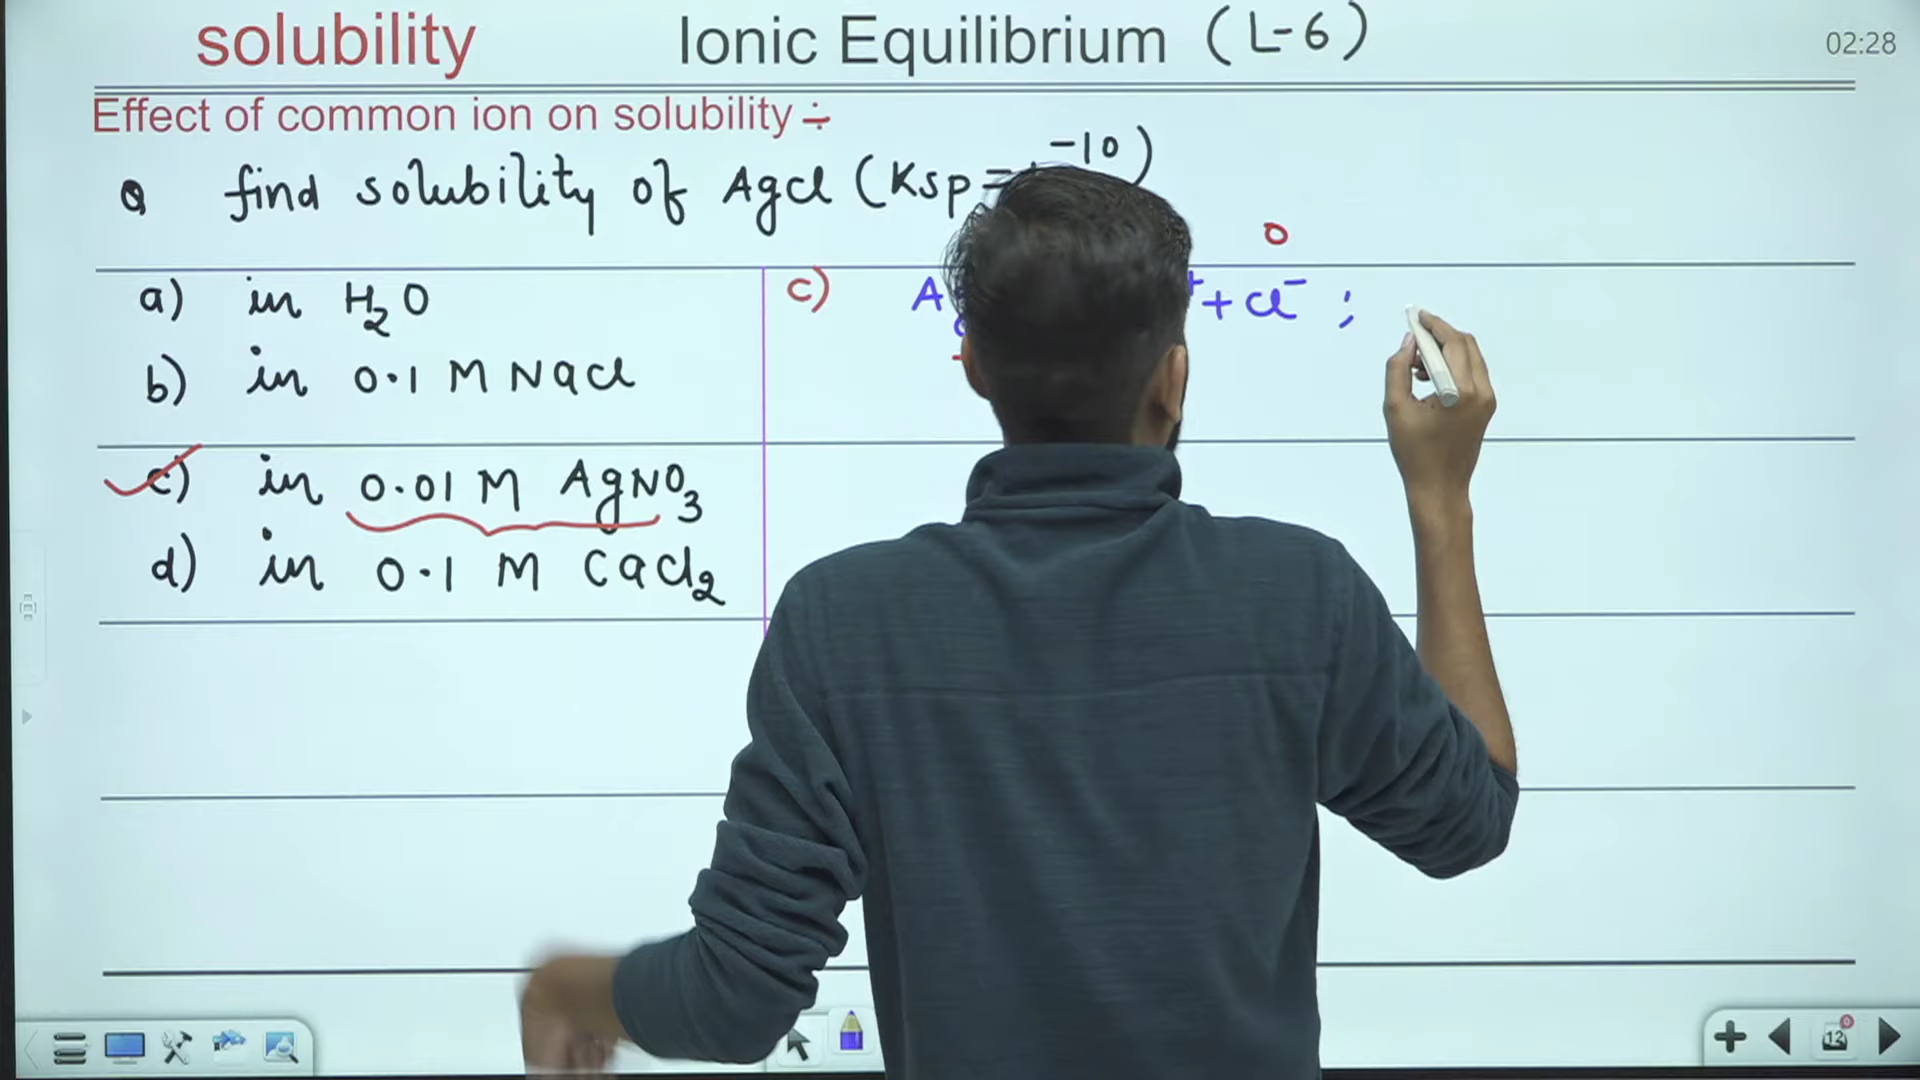 solubility Ionic Equilibrium (L-6) 02:28
Effect of common ion on solubility ÷
Q find solubility of AgCl (Ksp= -10)
a) in H2O
b) in 0.1 M NaCl
c) in 0.01 M AgNO3
d) in 0.1 M CaCl2
0
c) A + Cl- ;
12